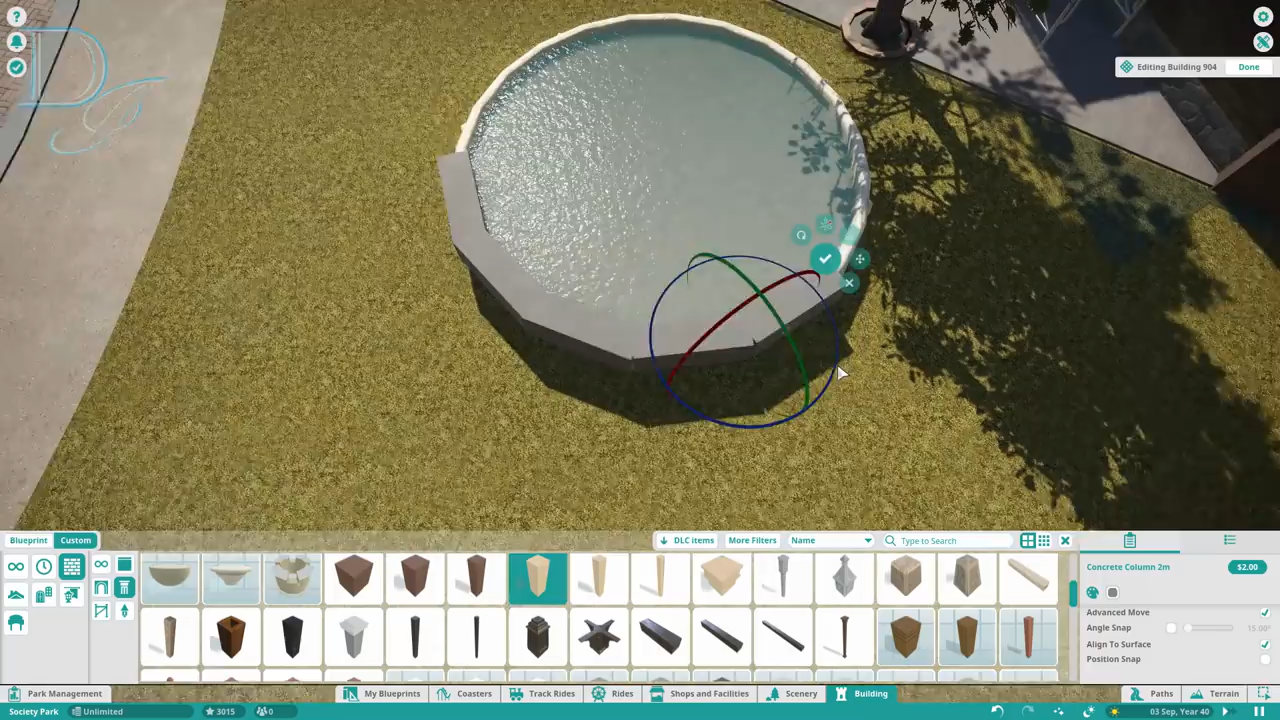 ?
Editing Building 904
Done
Blueprint
Custom
DLC items
More Filters
Name
Type to Search
Concrete Column 2m
$2.00
Advanced Move
Angle Snap
15.00°
Align To Surface
Position Snap
Park Management
My Blueprints
Coasters
Track Rides
Rides
Shops and Facilities
Scenery
Building
Paths
Terrain
Society Park
Unlimited
3015
0
03 Sep, Year 40